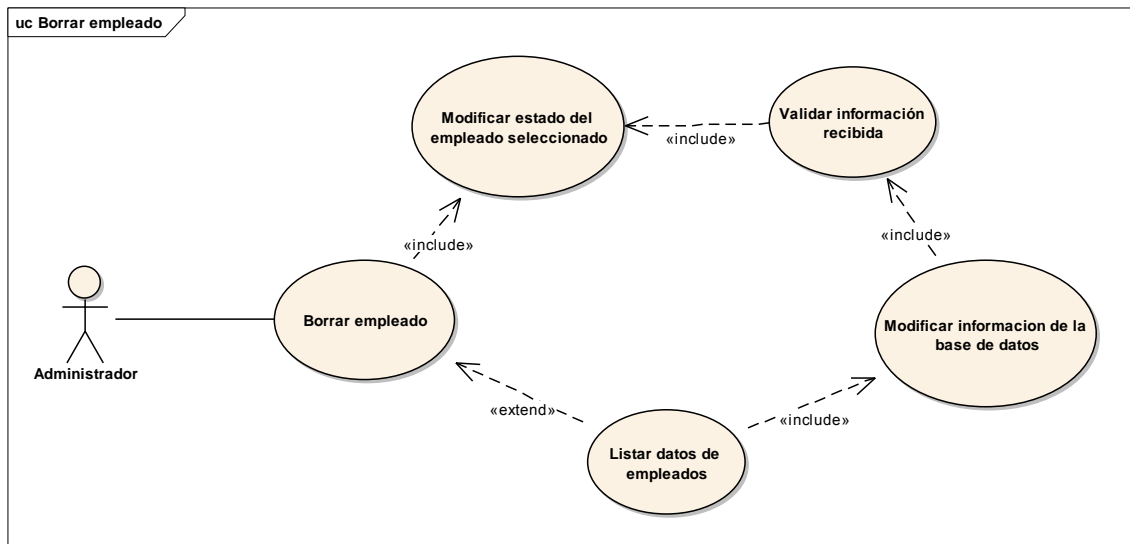 uc Borrar empleado
Modificar estado del
empleado seleccionado
Validar información
recibida
«include»
«include»
«include»
Borrar empleado
Modificar informacion de la
base de datos
Administrador
«extend»
«include»
Listar datos de
empleados